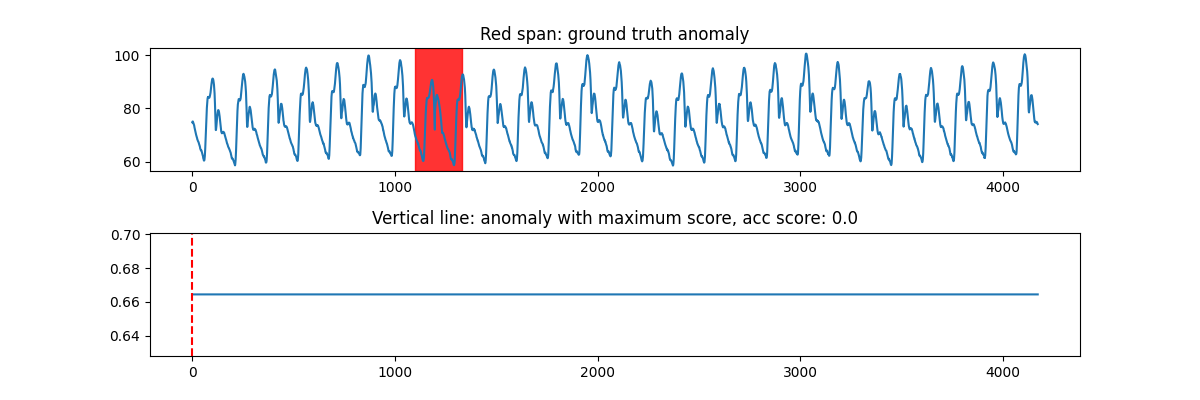 Red span: ground truth anomaly
100
80
60
0 1000 2000 3000 4000
Vertical line: anomaly with maximum score, acc score: 0.0
0.70
0.68
0.66
0.64
0 1000 2000 3000 4000